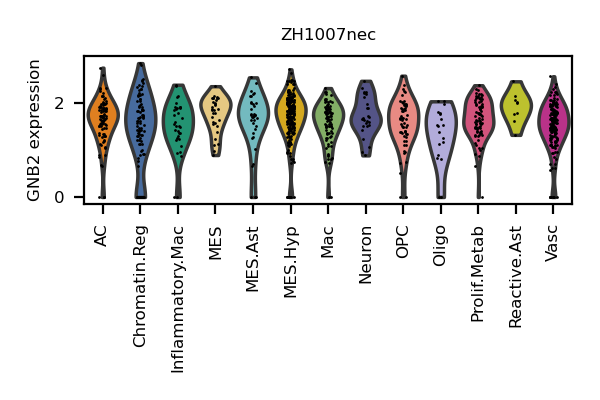 ZH1007nec
GNB2 expression
2
0
AC
Chromatin.Reg
Inflammatory.Mac
MES
MES.Ast
MES.Hyp
Mac
Neuron
OPC
Oligo
Prolif.Metab
Reactive.Ast
Vasc